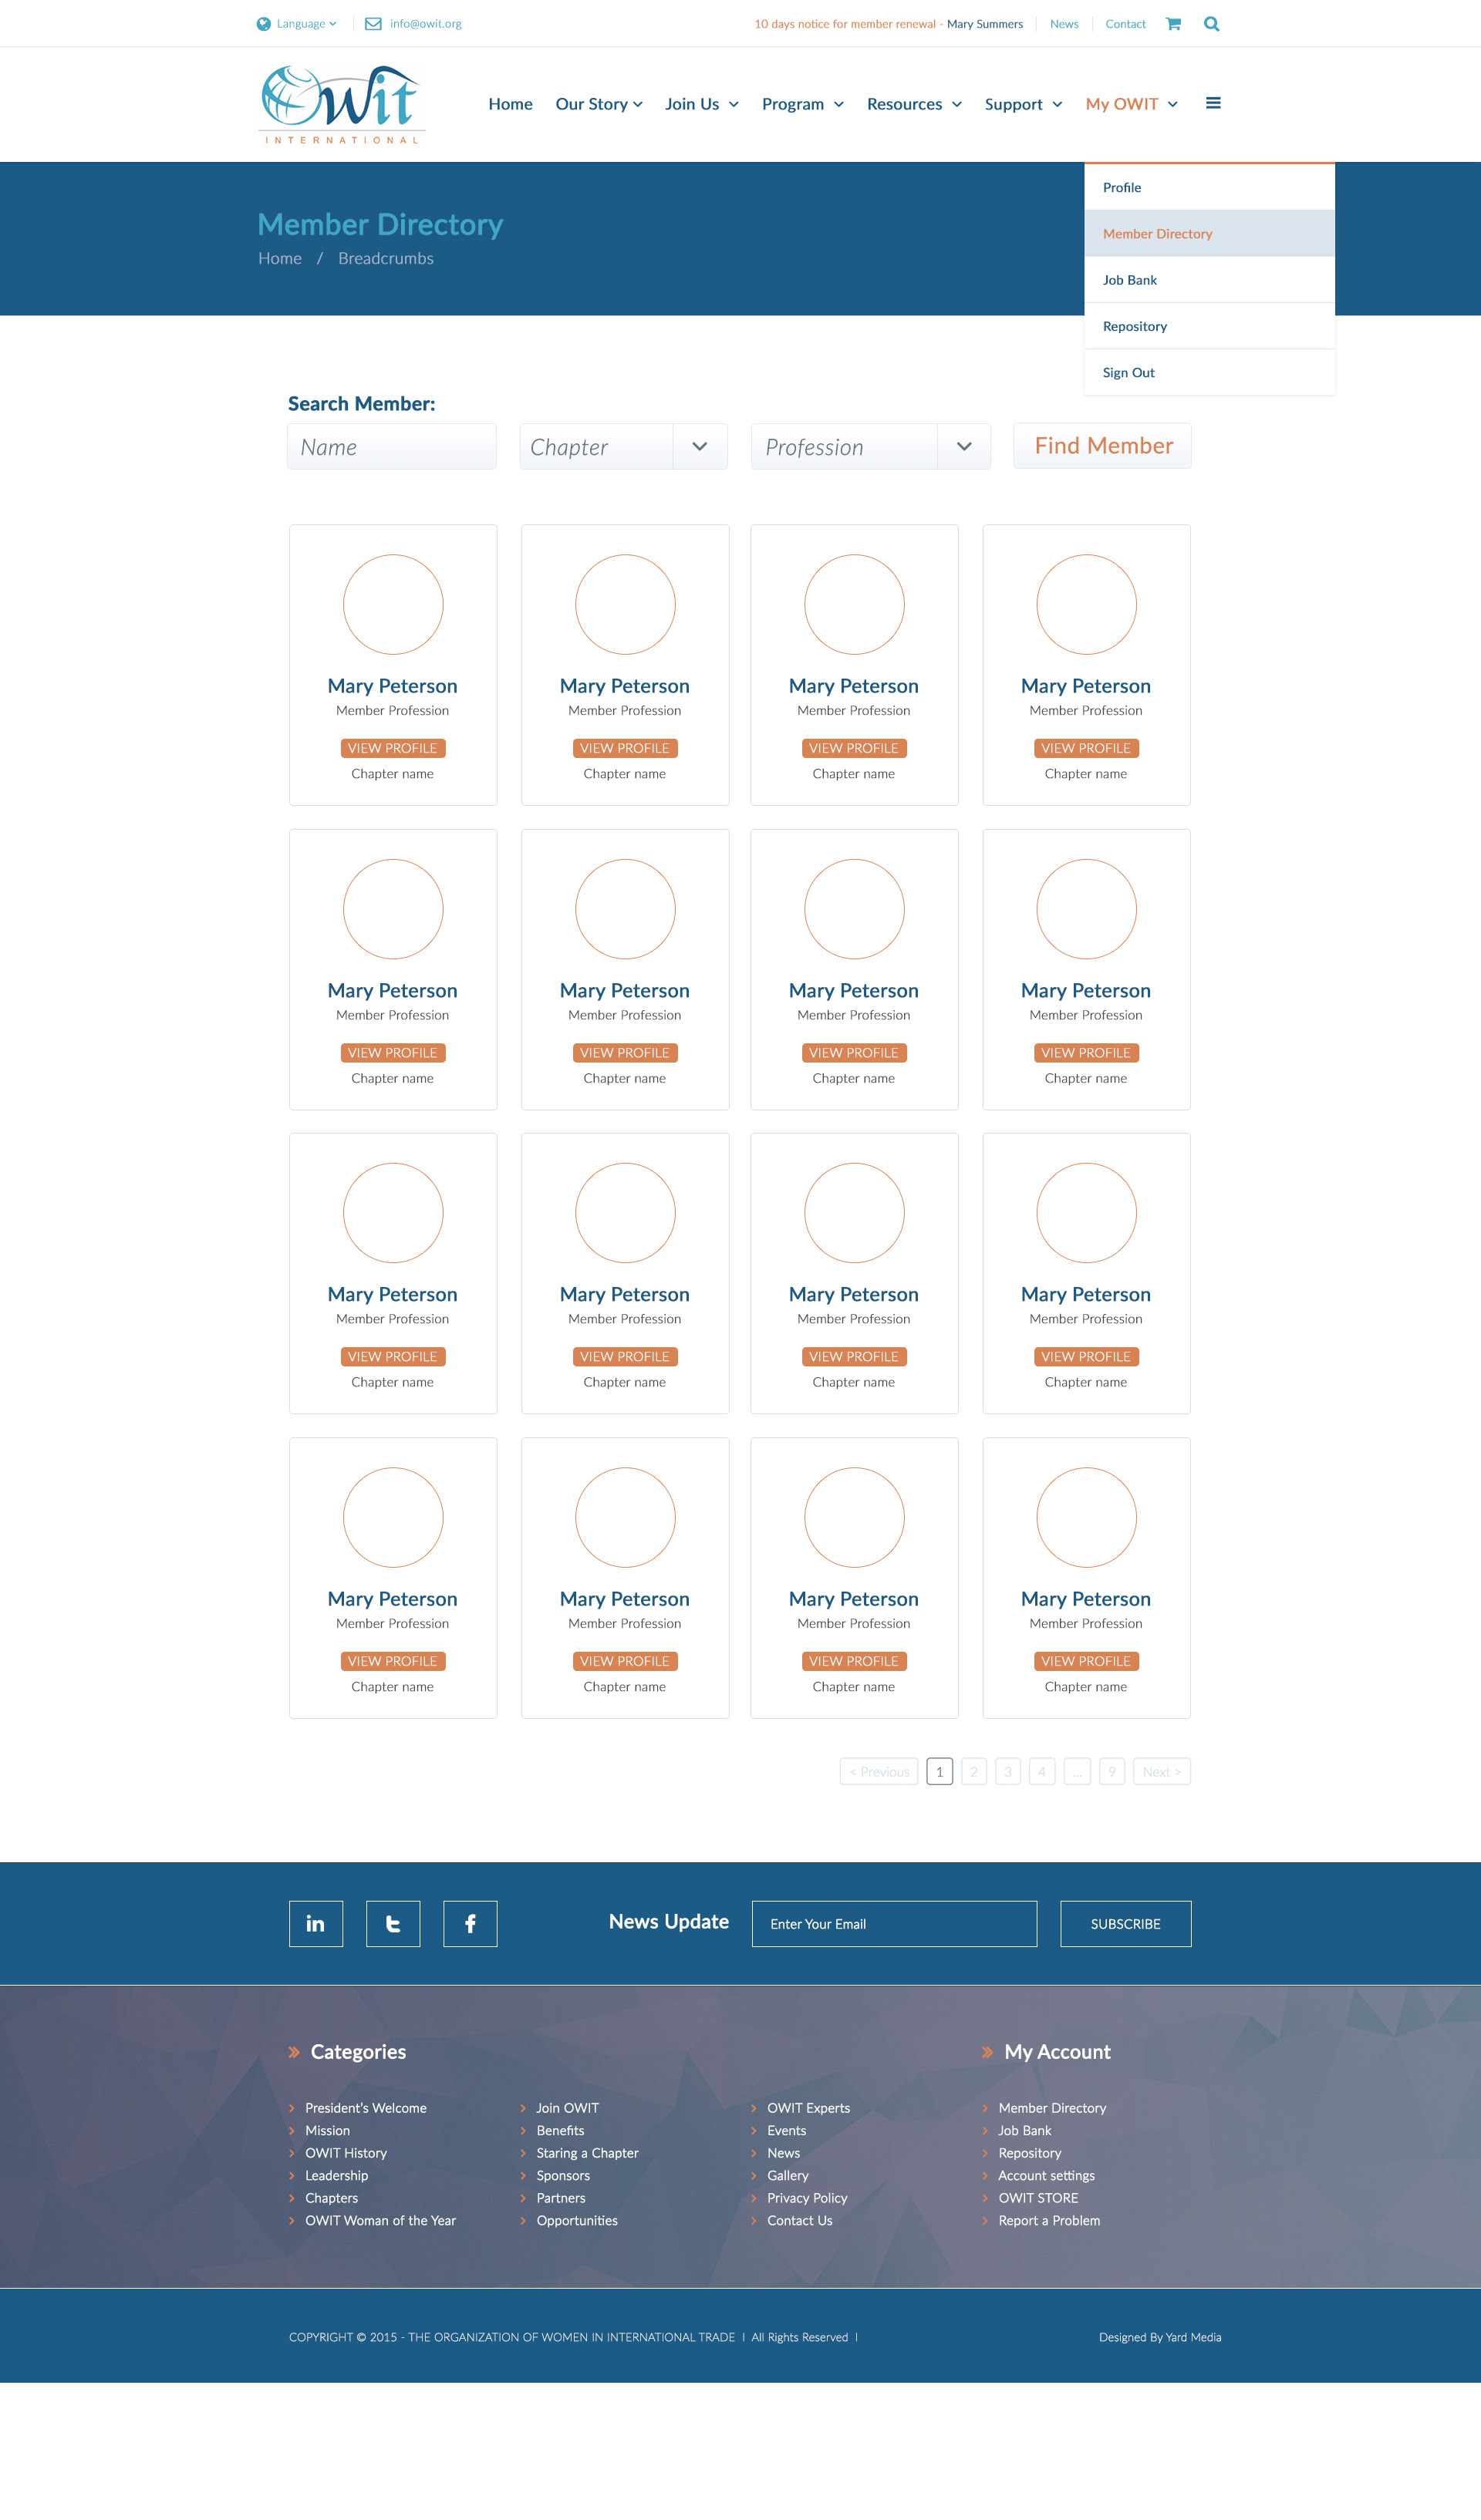 Language info@owit.org 10 days notice for member renewal - Mary Summers News Contact
Owit
INTERNATIONAL
Home Our Story Join Us Program Resources Support My OWIT
Profile
Member Directory
Job Bank
Repository
Sign Out
Member Directory
Home / Breadcrumbs
Search Member:
Name Chapter Profession Find Member
Mary Peterson Mary Peterson Mary Peterson Mary Peterson
Member Profession Member Profession Member Profession Member Profession
VIEW PROFILE VIEW PROFILE VIEW PROFILE VIEW PROFILE
Chapter name Chapter name Chapter name Chapter name
Mary Peterson Mary Peterson Mary Peterson Mary Peterson
Member Profession Member Profession Member Profession Member Profession
VIEW PROFILE VIEW PROFILE VIEW PROFILE VIEW PROFILE
Chapter name Chapter name Chapter name Chapter name
Mary Peterson Mary Peterson Mary Peterson Mary Peterson
Member Profession Member Profession Member Profession Member Profession
VIEW PROFILE VIEW PROFILE VIEW PROFILE VIEW PROFILE
Chapter name Chapter name Chapter name Chapter name
Mary Peterson Mary Peterson Mary Peterson Mary Peterson
Member Profession Member Profession Member Profession Member Profession
VIEW PROFILE VIEW PROFILE VIEW PROFILE VIEW PROFILE
Chapter name Chapter name Chapter name Chapter name
< Previous 1 2 3 4 ... 9 Next >
News Update Enter Your Email SUBSCRIBE
Categories
President's Welcome
Mission
OWIT History
Leadership
Chapters
OWIT Woman of the Year
Join OWIT
Benefits
Staring a Chapter
Sponsors
Partners
Opportunities
OWIT Experts
Events
News
Gallery
Privacy Policy
Contact Us
My Account
Member Directory
Job Bank
Repository
Account settings
OWIT STORE
Report a Problem
COPYRIGHT © 2015 - THE ORGANIZATION OF WOMEN IN INTERNATIONAL TRADE | All Rights Reserved |
Designed By Yard Media